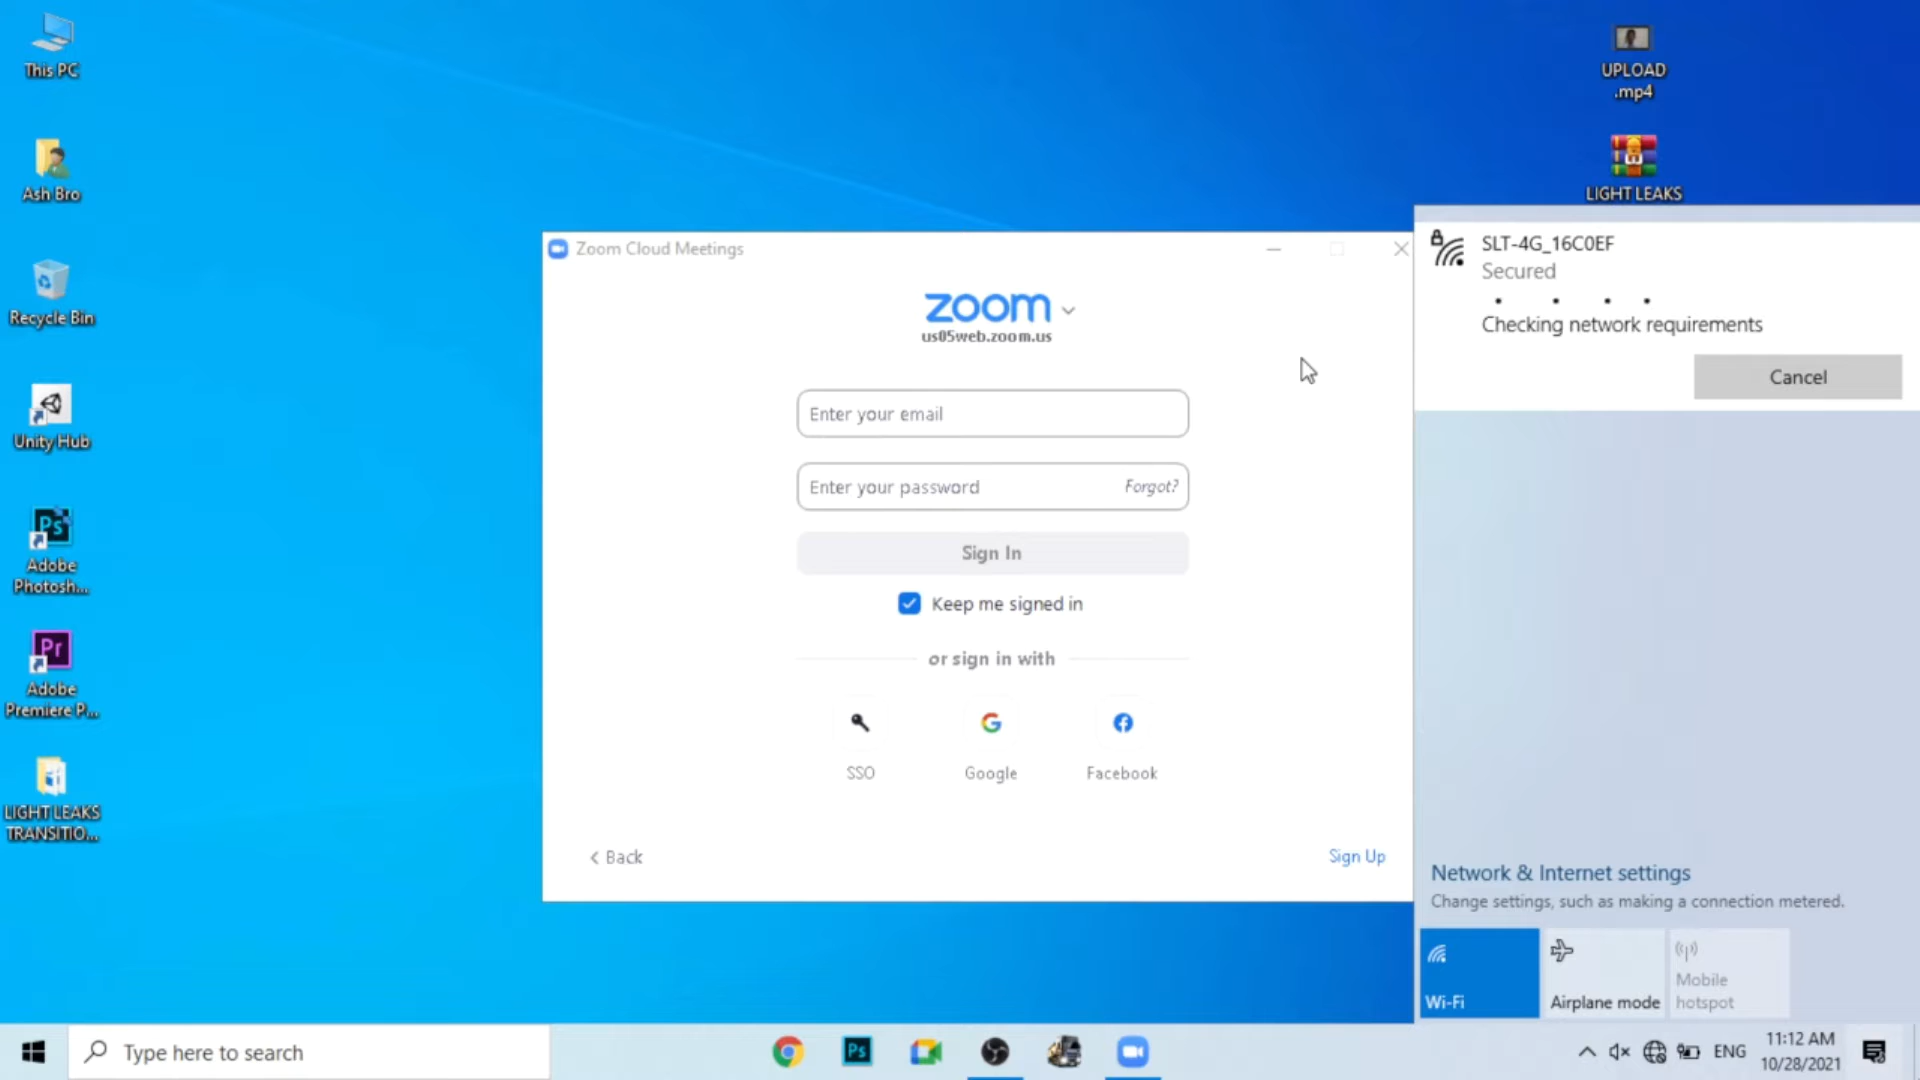 This PC
Ash Bro
Recycle Bin
Unity Hub
Ps
Adobe
Photosh...
Pr
Adobe
Premiere P...
LIGHT LEAKS
TRANSITIO...
UPLOAD
.mp4
LIGHT LEAKS
Zoom Cloud Meetings
zoom
us05web.zoom.us
Enter your email
Enter your password
Forgot?
Sign In
Keep me signed in
or sign in with
SSO
Google
Facebook
< Back
Sign Up
SLT-4G_16C0EF
Secured
Checking network requirements
Cancel
Network & Internet settings
Change settings, such as making a connection metered.
Wi-Fi
Airplane mode
Mobile
hotspot
Type here to search
Ps
ENG
11:12 AM
10/28/2021